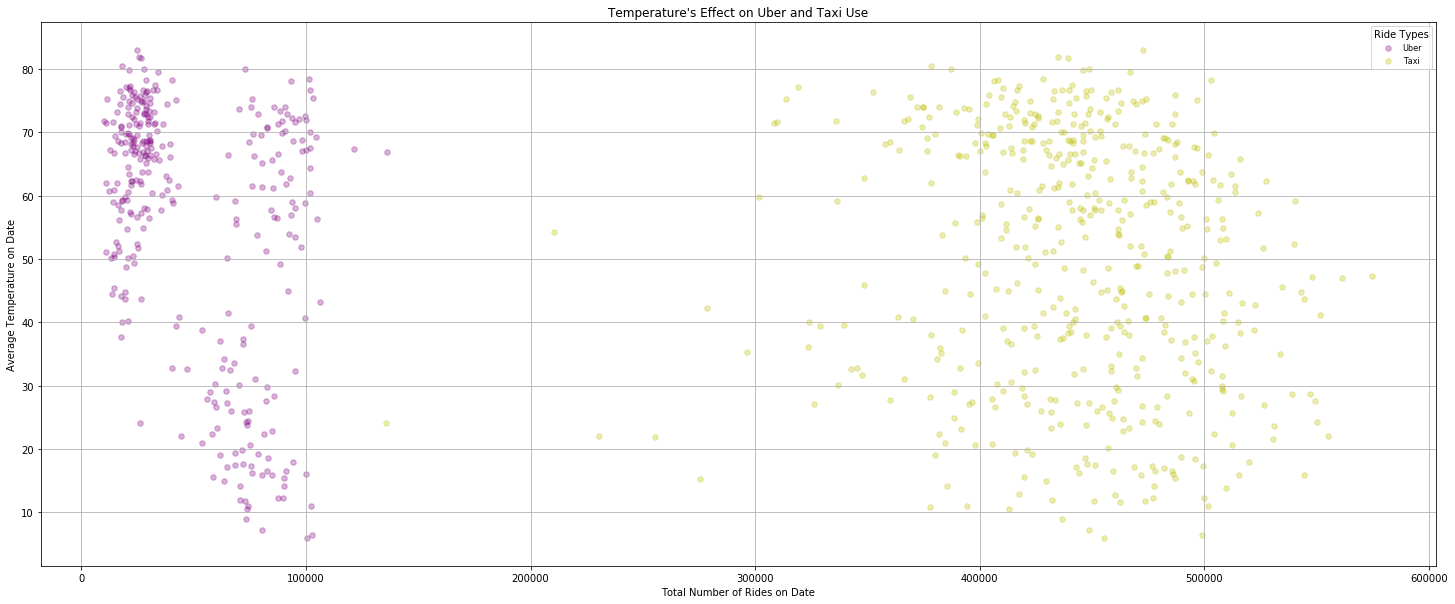 Temperature's Effect on Uber and Taxi Use
Ride Types
Uber
Taxi
Average Temperature on Date
80
70
60
50
40
30
20
10
0
100000
200000
300000
400000
500000
600000
Total Number of Rides on Date